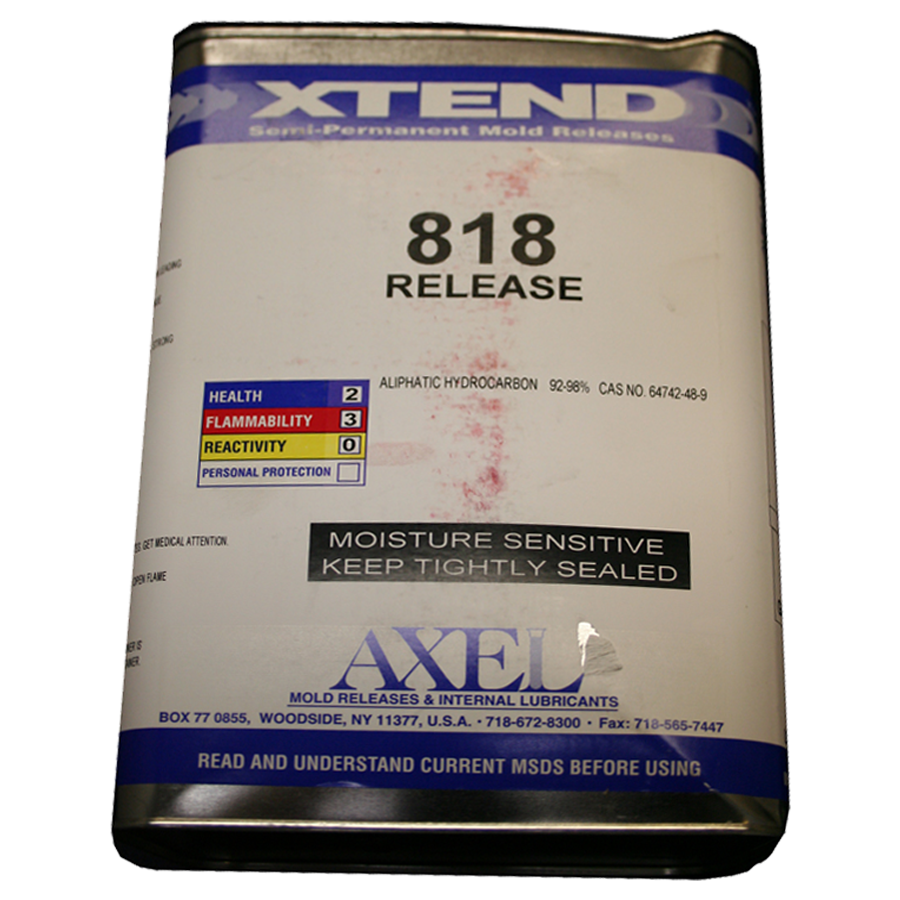 XTEND
Semi-Permanent Mold Releases
818
RELEASE
ALIPHATIC HYDROCARBON 92-98% CAS NO. 64742-48-9
HEALTH 2
FLAMMABILITY 3
REACTIVITY 0
PERSONAL PROTECTION
GET MEDICAL ATTENTION.
OPEN FLAME
MOISTURE SENSITIVE
KEEP TIGHTLY SEALED
AXEL
MOLD RELEASES & INTERNAL LUBRICANTS
BOX 77 0855, WOODSIDE, NY 11377, U.S.A. • 718-672-8300 • Fax: 718-565-7447
READ AND UNDERSTAND CURRENT MSDS BEFORE USING